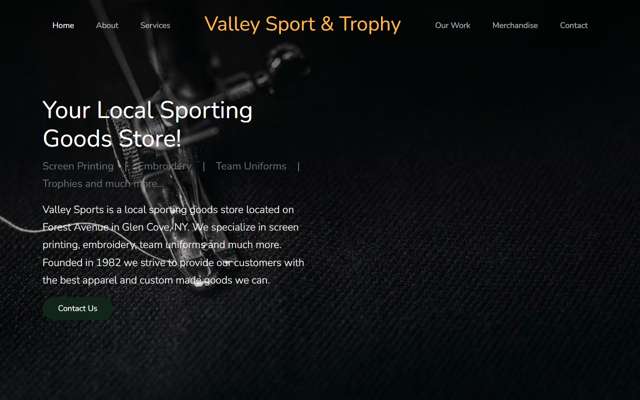 Home About Services Valley Sport & Trophy Our Work Merchandise Contact
Your Local Sporting
Goods Store!
Screen Printing | Embroidery | Team Uniforms |
Trophies and much more...
Valley Sports is a local sporting goods store located on
Forest Avenue in Glen Cove, NY. We specialize in screen
printing, embroidery, team uniforms and much more.
Founded in 1982 we strive to provide our customers with
the best apparel and custom made goods we can.
Contact Us